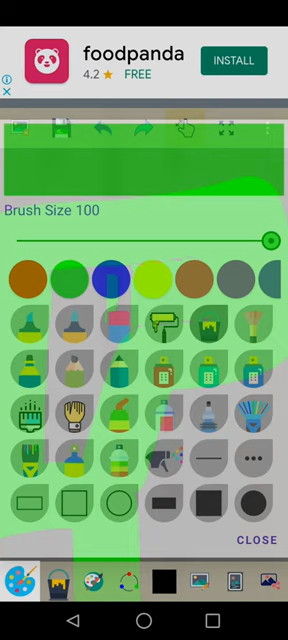 foodpanda
4.2 ★ FREE
INSTALL
Brush Size 100
CLOSE